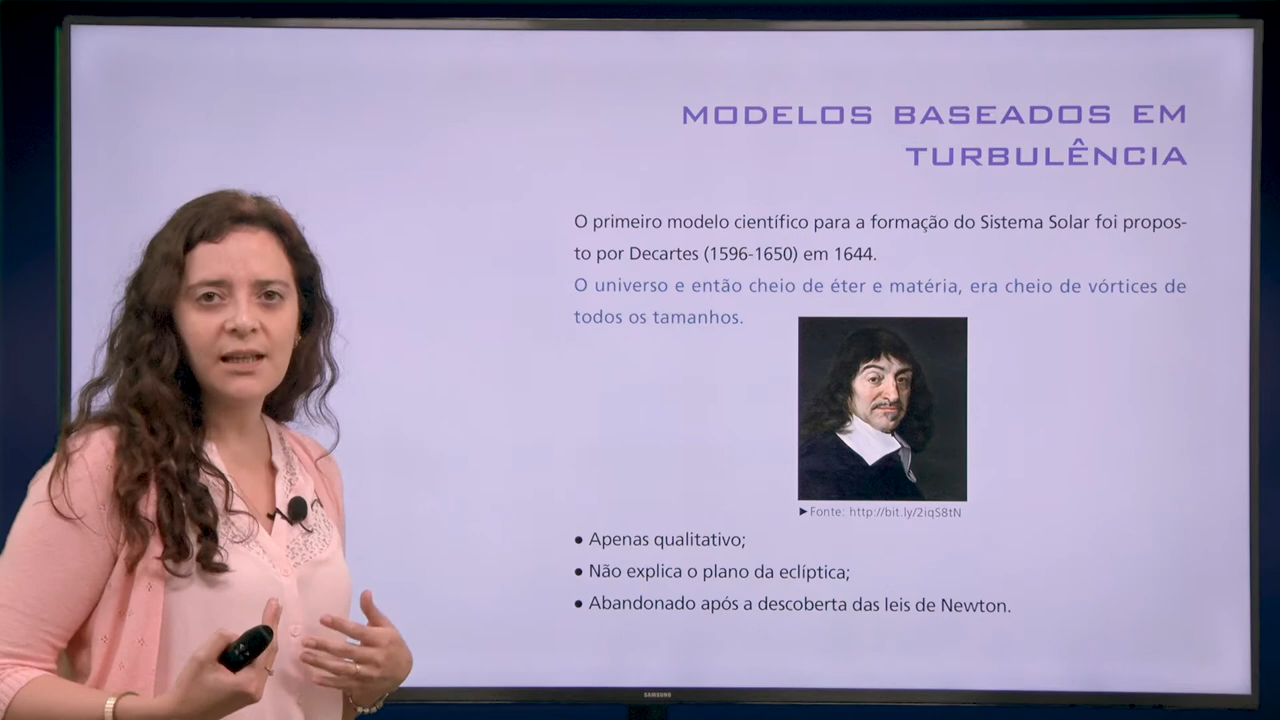 MODELOS BASEADOS EM
TURBULÊNCIA
O primeiro modelo científico para a formação do Sistema Solar foi propos-
to por Decartes (1596-1650) em 1644.
O universo e então cheio de éter e matéria, era cheio de vórtices de
todos os tamanhos.
►Fonte: http://bit.ly/2iqS8tN
• Apenas qualitativo;
• Não explica o plano da eclíptica;
• Abandonado após a descoberta das leis de Newton.
SAMSUNG